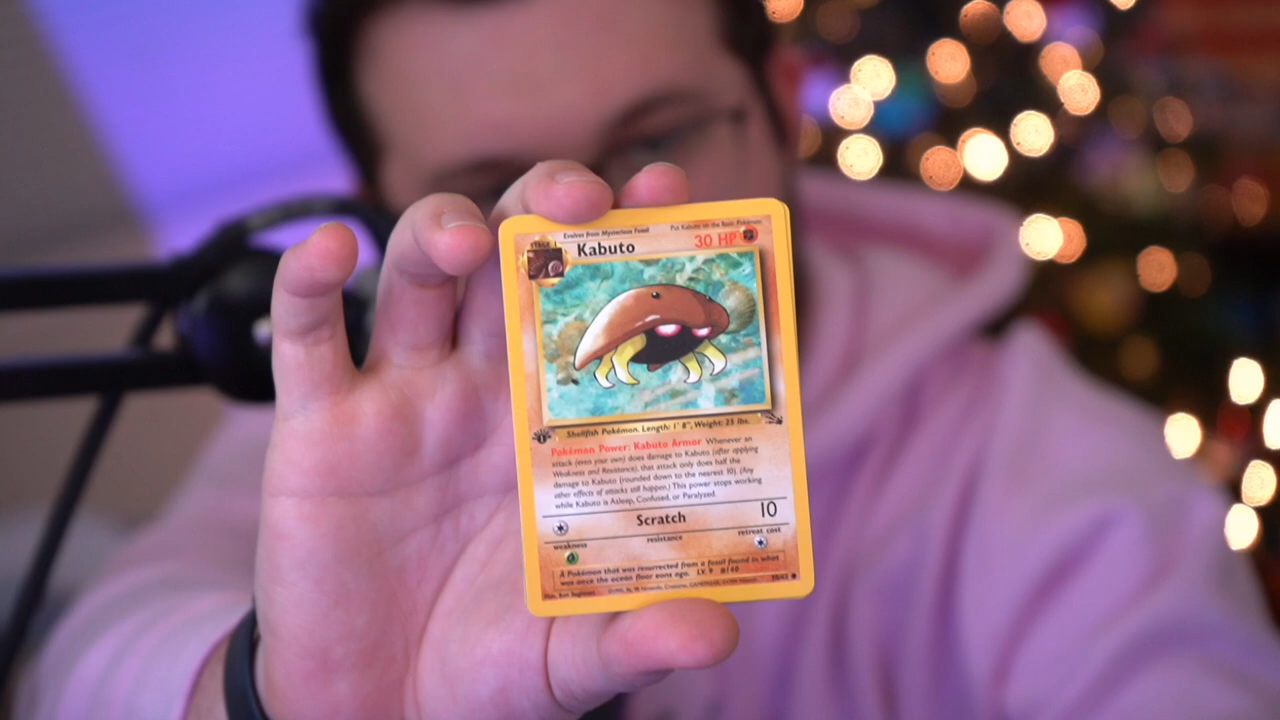 Evolves from Mysterious Fossil Put Kabuto on the Basic Pokémon
STAGE 1 Kabuto 30 HP
Shellfish Pokémon. Length: 1' 8", Weight: 25 lbs.
Pokémon Power: Kabuto Armor Whenever an
attack (even your own) does damage to Kabuto (after applying
Weakness and Resistance), that attack only does half the
damage to Kabuto (rounded down to the nearest 10). (Any
other effects of attacks still happen.) This power stops working
while Kabuto is Asleep, Confused, or Paralyzed.
Scratch 10
weakness resistance retreat cost
A Pokémon that was resurrected from a fossil found in what
was once the ocean floor eons ago. LV. 9 #140